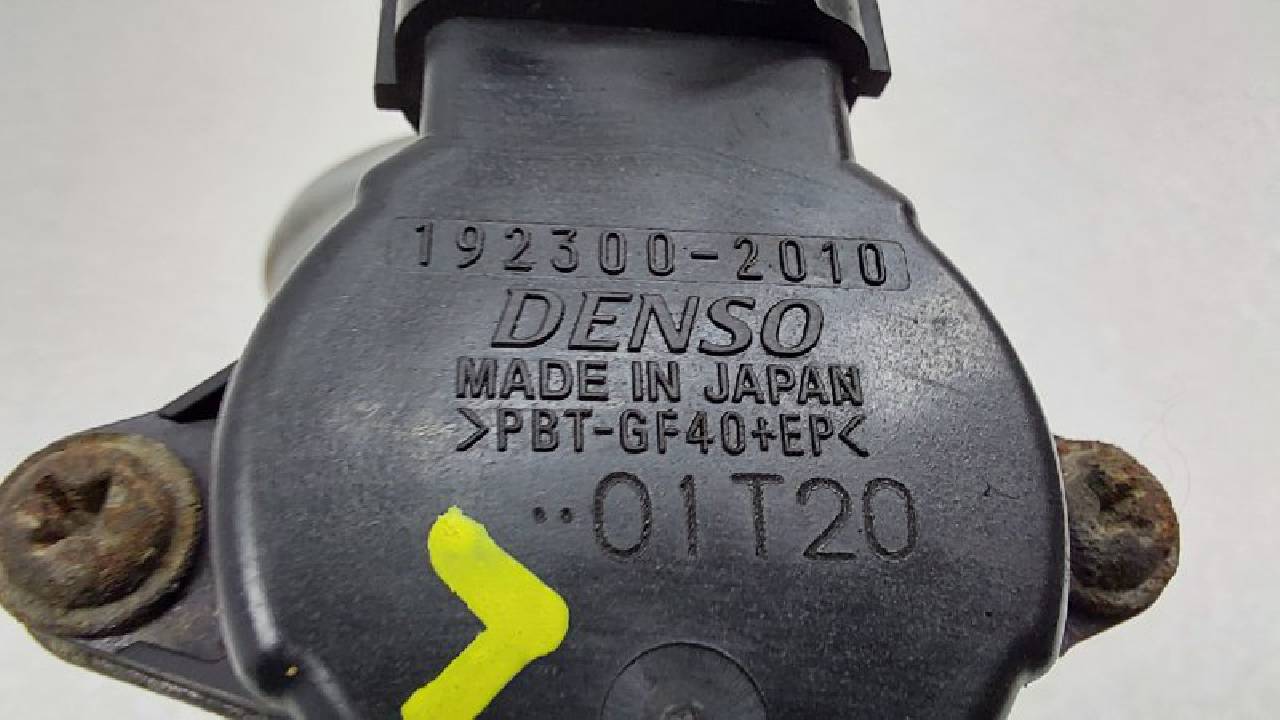 192300-2010
DENSO
MADE IN JAPAN
>PBT-GF40+EP<
··01T20